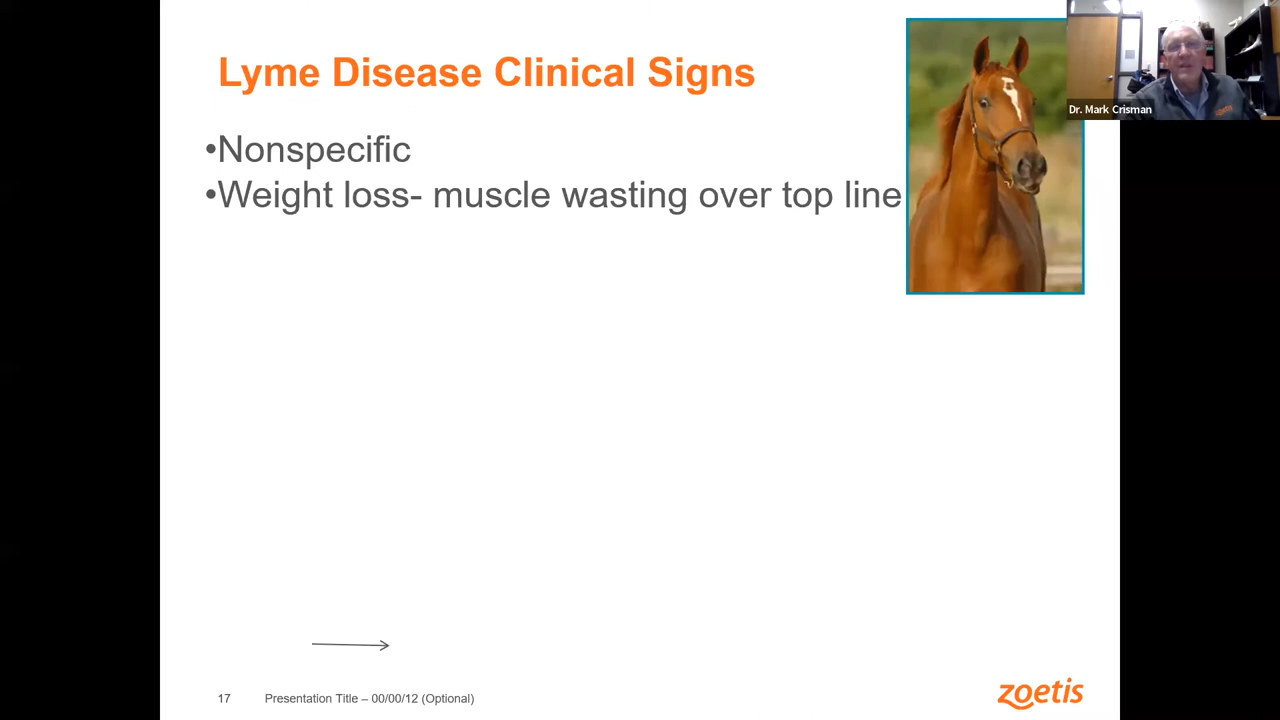 Lyme Disease Clinical Signs
•Nonspecific
•Weight loss- muscle wasting over top line
Dr. Mark Crisman
zoetis
17 Presentation Title – 00/00/12 (Optional)
zoetis